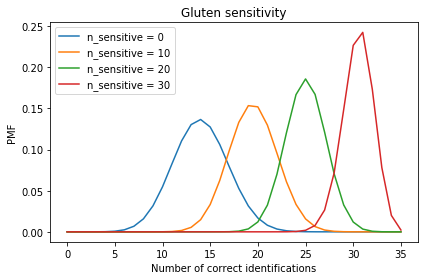 Gluten sensitivity
n_sensitive = 0
n_sensitive = 10
n_sensitive = 20
n_sensitive = 30
PMF
0.25
0.20
0.15
0.10
0.05
0.00
0 5 10 15 20 25 30 35
Number of correct identifications